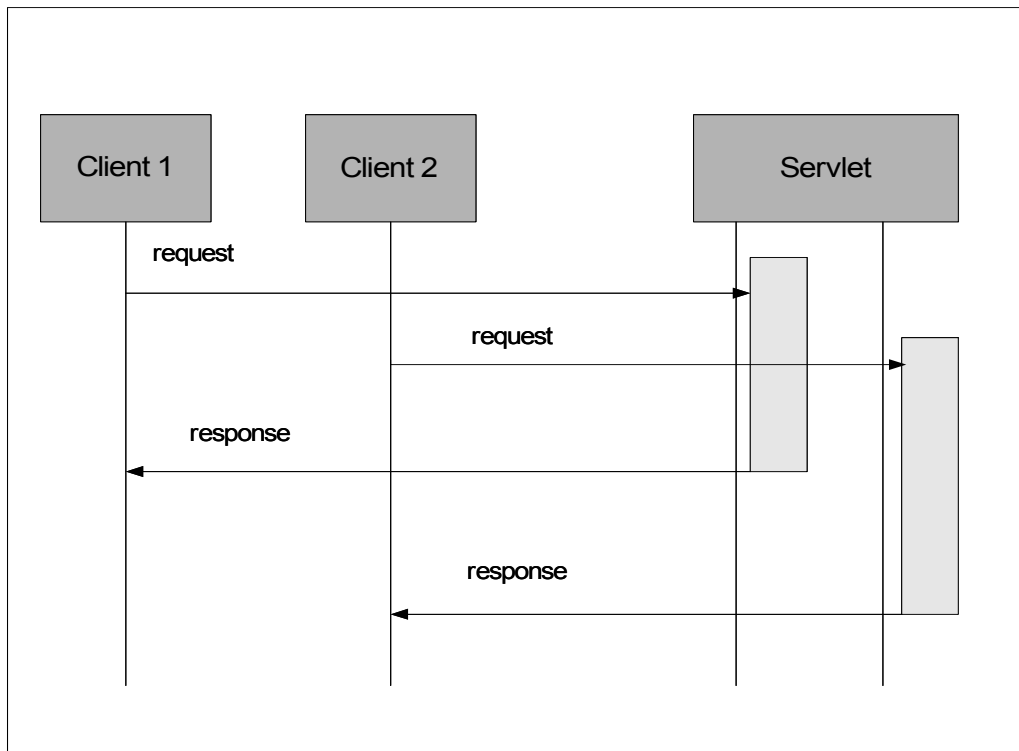 Client 1
Client 2
Servlet
request
request
response
response